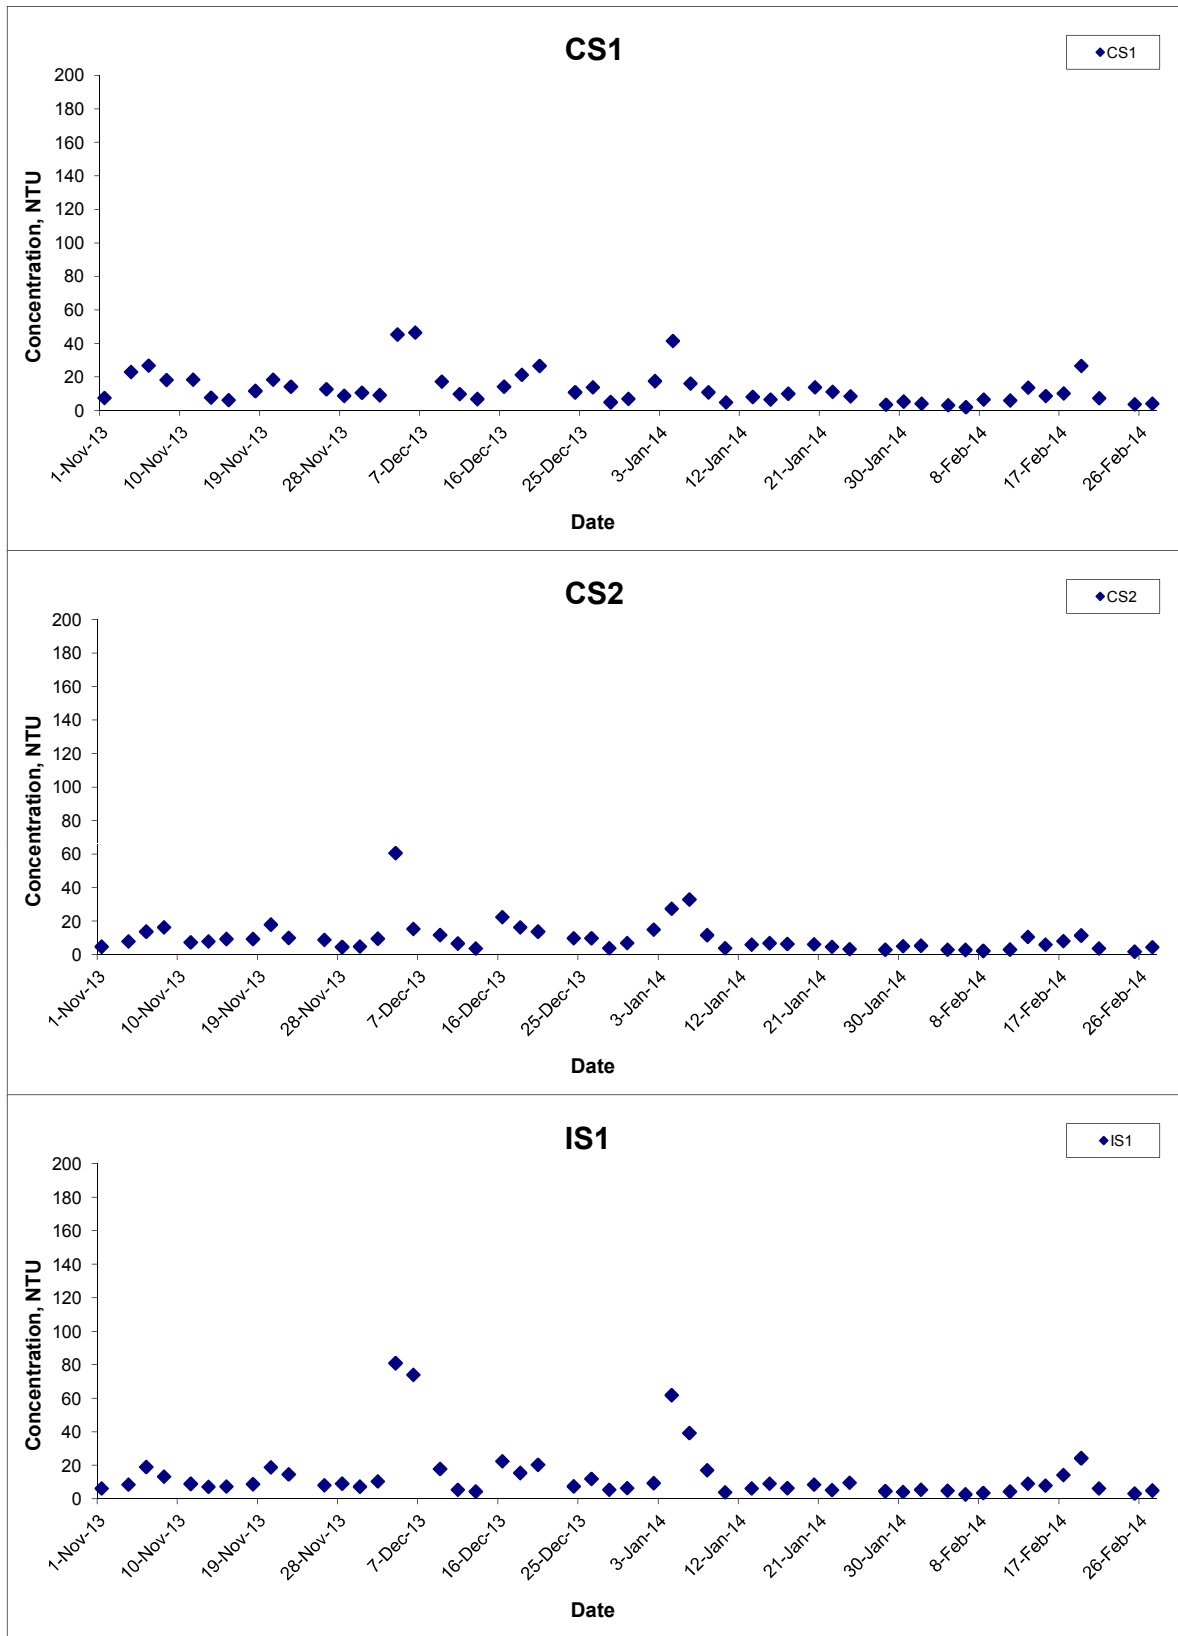 CS1
CS1
200
180
160
140
120
100
80
60
40
20
0
Concentration, NTU
1-Nov-13
10-Nov-13
19-Nov-13
28-Nov-13
7-Dec-13
16-Dec-13
25-Dec-13
3-Jan-14
12-Jan-14
21-Jan-14
30-Jan-14
8-Feb-14
17-Feb-14
26-Feb-14
Date
CS2
CS2
200
180
160
140
120
100
80
60
40
20
0
Concentration, NTU
1-Nov-13
10-Nov-13
19-Nov-13
28-Nov-13
7-Dec-13
16-Dec-13
25-Dec-13
3-Jan-14
12-Jan-14
21-Jan-14
30-Jan-14
8-Feb-14
17-Feb-14
26-Feb-14
Date
IS1
IS1
200
180
160
140
120
100
80
60
40
20
0
Concentration, NTU
1-Nov-13
10-Nov-13
19-Nov-13
28-Nov-13
7-Dec-13
16-Dec-13
25-Dec-13
3-Jan-14
12-Jan-14
21-Jan-14
30-Jan-14
8-Feb-14
17-Feb-14
26-Feb-14
Date